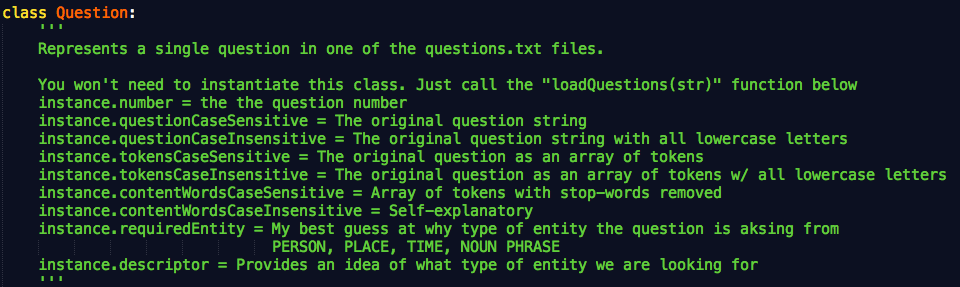 class Question:
'''
Represents a single question in one of the questions.txt files.
You won't need to instantiate this class. Just call the "loadQuestions(str)" function below
instance.number = the the question number
instance.questionCaseSensitive = The original question string
instance.questionCaseInsensitive = The original question string with all lowercase letters
instance.tokensCaseSensitive = The original question as an array of tokens
instance.tokensCaseInsensitive = The original question as an array of tokens w/ all lowercase letters
instance.contentWordsCaseSensitive = Array of tokens with stop-words removed
instance.contentWordsCaseInsensitive = Self-explanatory
instance.requiredEntity = My best guess at why type of entity the question is aksing from
PERSON, PLACE, TIME, NOUN PHRASE
instance.descriptor = Provides an idea of what type of entity we are looking for
'''